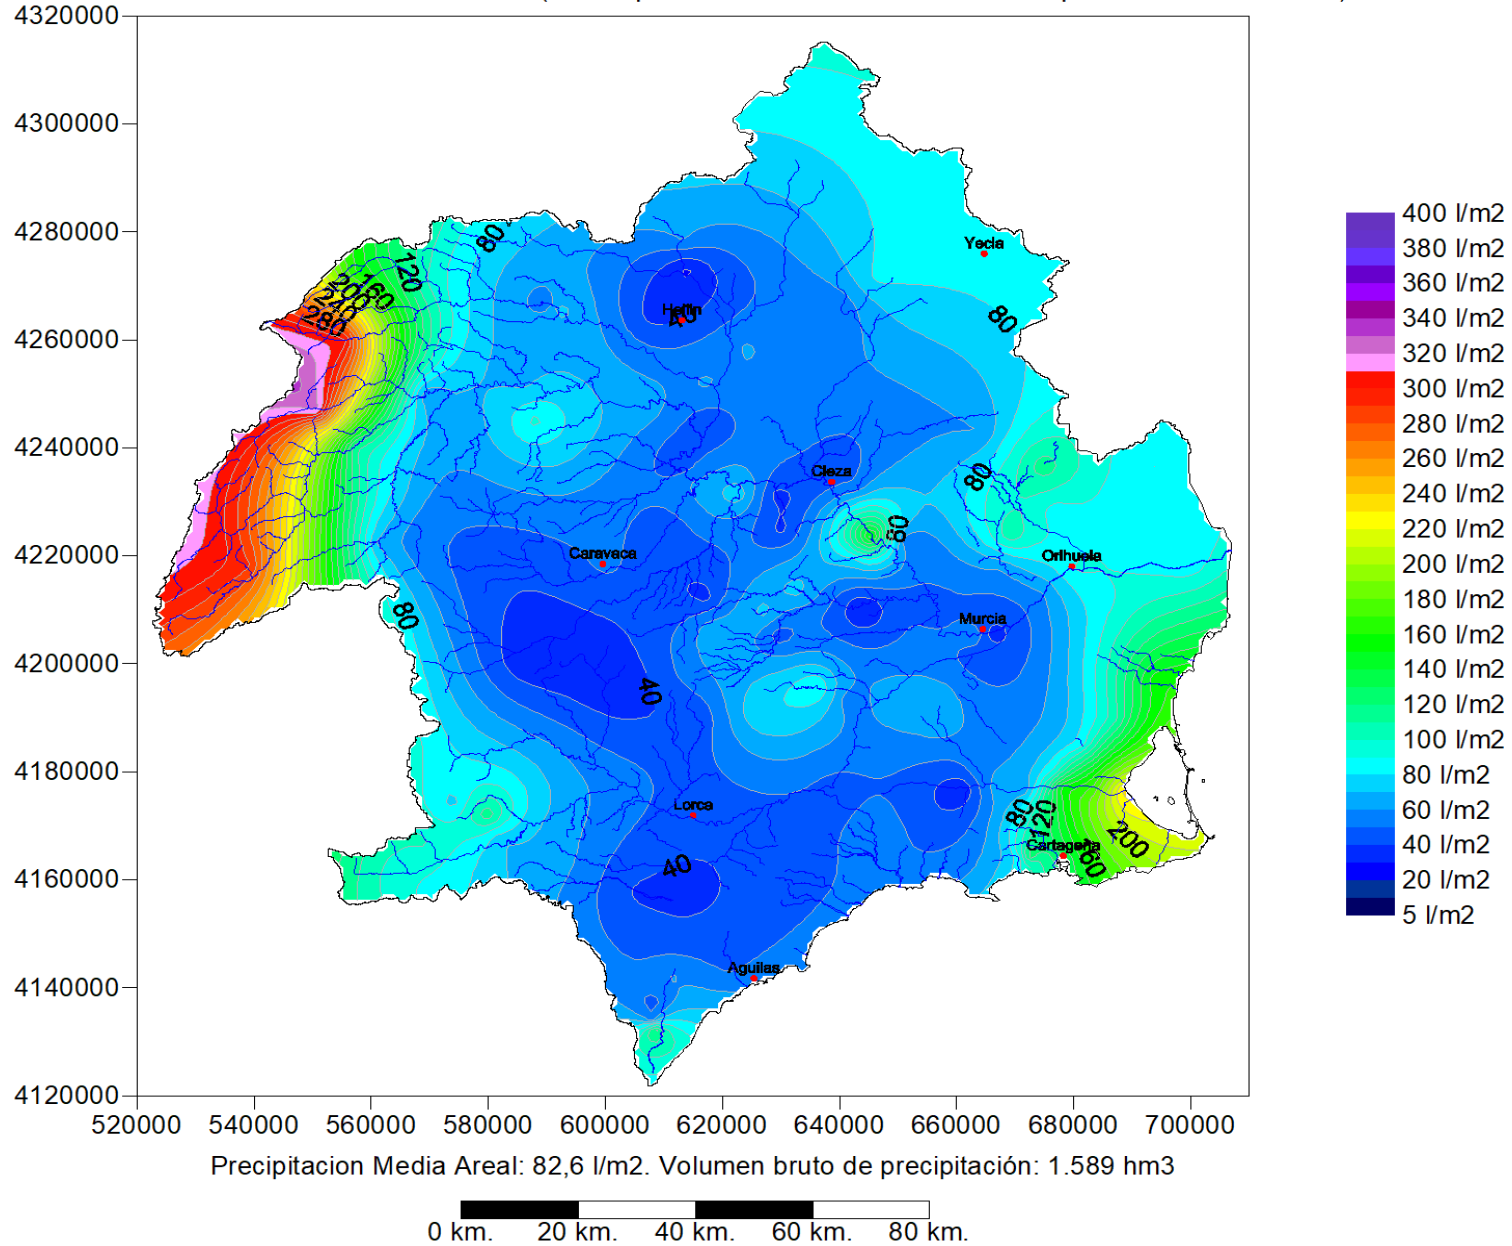 4320000
4300000
4280000
4260000
4240000
4220000
4200000
4180000
4160000
4140000
4120000
520000 540000 560000 580000 600000 620000 640000 660000 680000 700000
80
120
160
200
240
280
Yecla
Hellin
40
80
Cieza
80
80
Caravaca
Orihuela
80
Murcia
40
Lorca
80
120
200
Cartagena
160
40
Aguilas
400 l/m2
380 l/m2
360 l/m2
340 l/m2
320 l/m2
300 l/m2
280 l/m2
260 l/m2
240 l/m2
220 l/m2
200 l/m2
180 l/m2
160 l/m2
140 l/m2
120 l/m2
100 l/m2
80 l/m2
60 l/m2
40 l/m2
20 l/m2
5 l/m2
Precipitacion Media Areal: 82,6 l/m2. Volumen bruto de precipitación: 1.589 hm3
0 km. 20 km. 40 km. 60 km. 80 km.